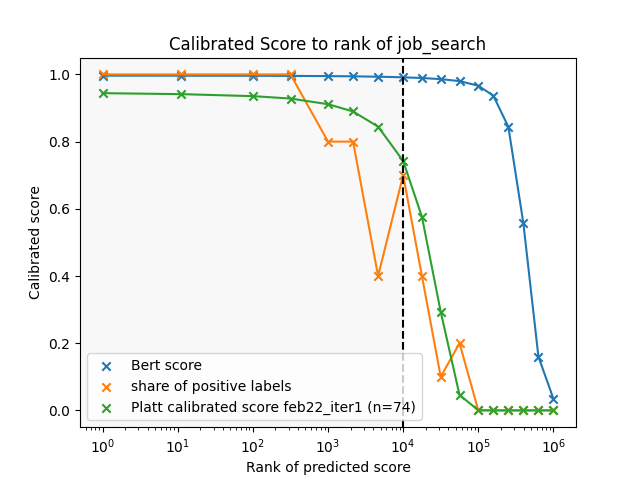 Calibrated Score to rank of job_search
Calibrated score
1.0
0.8
0.6
0.4
0.2
0.0
Bert score
share of positive labels
Platt calibrated score feb22_iter1 (n=74)
10⁰ 10¹ 10² 10³ 10⁴ 10⁵ 10⁶
Rank of predicted score